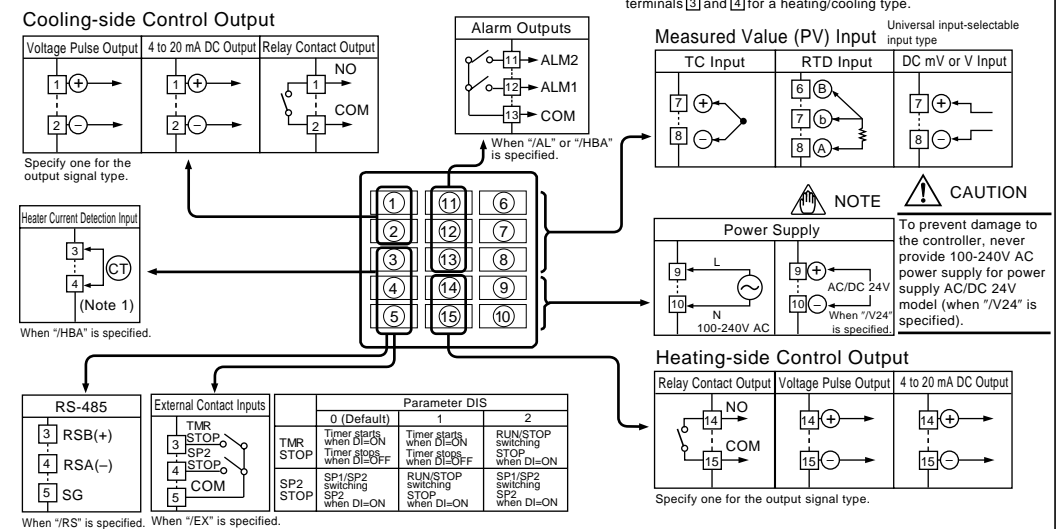 terminals 3 and 4 for a heating/cooling type.
Cooling-side Control Output
Voltage Pulse Output
4 to 20 mA DC Output
Relay Contact Output
1 +
2 −
1 +
2 −
NO
1
COM
2
Specify one for the
output signal type.
Alarm Outputs
11 ALM2
12 ALM1
13 COM
When "/AL" or "/HBA"
is specified.
Measured Value (PV) Input
Universal input-selectable
input type
TC Input
RTD Input
DC mV or V Input
7 +
8 −
6 B
7 b
8 A
7 +
8 −
Heater Current Detection Input
3
4
CT
(Note 1)
When "/HBA" is specified.
1 11 6
2 12 7
3 13 8
4 14 9
5 15 10
NOTE
CAUTION
To prevent damage to
the controller, never
provide 100-240V AC
power supply for power
supply AC/DC 24V
model (when "/V24" is
specified).
Power Supply
9
L
10
N
100-240V AC
9 +
AC/DC 24V
10 −
When "/V24"
is specified.
Heating-side Control Output
Relay Contact Output
Voltage Pulse Output
4 to 20 mA DC Output
NO
14
COM
15
14 +
15 −
14 +
15 −
Specify one for the output signal type.
RS-485
3 RSB(+)
4 RSA(−)
5 SG
When "/RS" is specified.
External Contact Inputs
TMR
STOP
3
SP2
STOP
4
COM
5
When "/EX" is specified.
Parameter DIS
0 (Default)
1
2
TMR
STOP
Timer starts
when DI=ON
Timer stops
when DI=OFF
Timer starts
when DI=ON
Timer stops
when DI=OFF
RUN/STOP
switching
STOP
when DI=ON
SP2
STOP
SP1/SP2
switching
SP2
when DI=ON
RUN/STOP
switching
STOP
when DI=ON
SP1/SP2
switching
SP2
when DI=ON